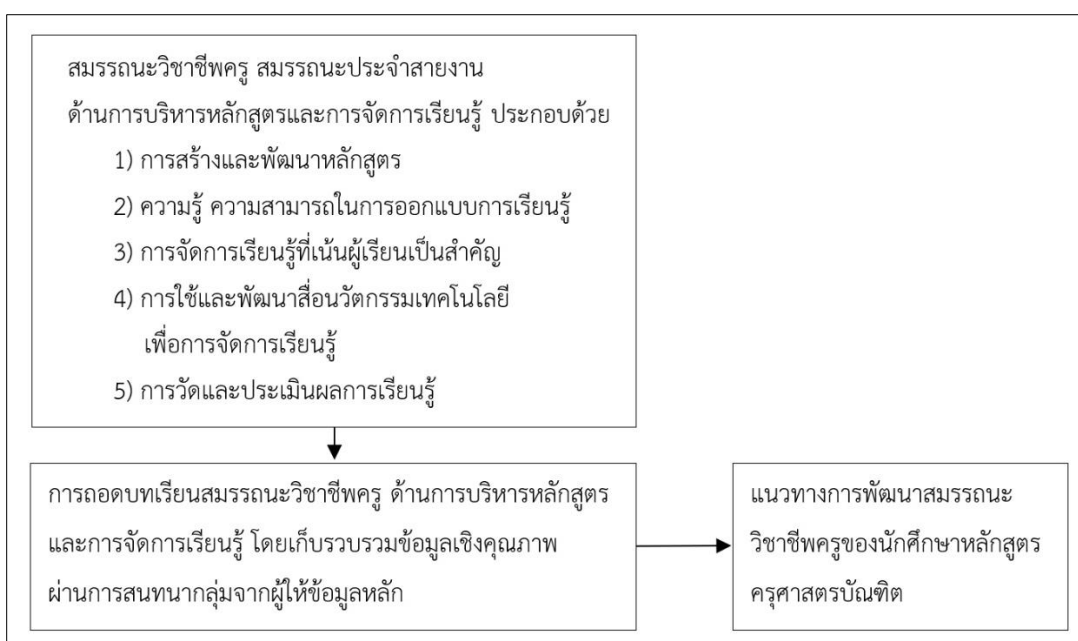 สมรรถนะวิชาชีพครู สมรรถนะประจำสายงาน
ด้านการบริหารหลักสูตรและการจัดการเรียนรู้ ประกอบด้วย
1) การสร้างและพัฒนาหลักสูตร
2) ความรู้ ความสามารถในการออกแบบการเรียนรู้
3) การจัดการเรียนรู้ที่เน้นผู้เรียนเป็นสำคัญ
4) การใช้และพัฒนาสื่อนวัตกรรมเทคโนโลยี
เพื่อการจัดการเรียนรู้
5) การวัดและประเมินผลการเรียนรู้
การถอดบทเรียนสมรรถนะวิชาชีพครู ด้านการบริหารหลักสูตร
และการจัดการเรียนรู้ โดยเก็บรวบรวมข้อมูลเชิงคุณภาพ
ผ่านการสนทนากลุ่มจากผู้ให้ข้อมูลหลัก
แนวทางการพัฒนาสมรรถนะ
วิชาชีพครูของนักศึกษาหลักสูตร
ครุศาสตรบัณฑิต